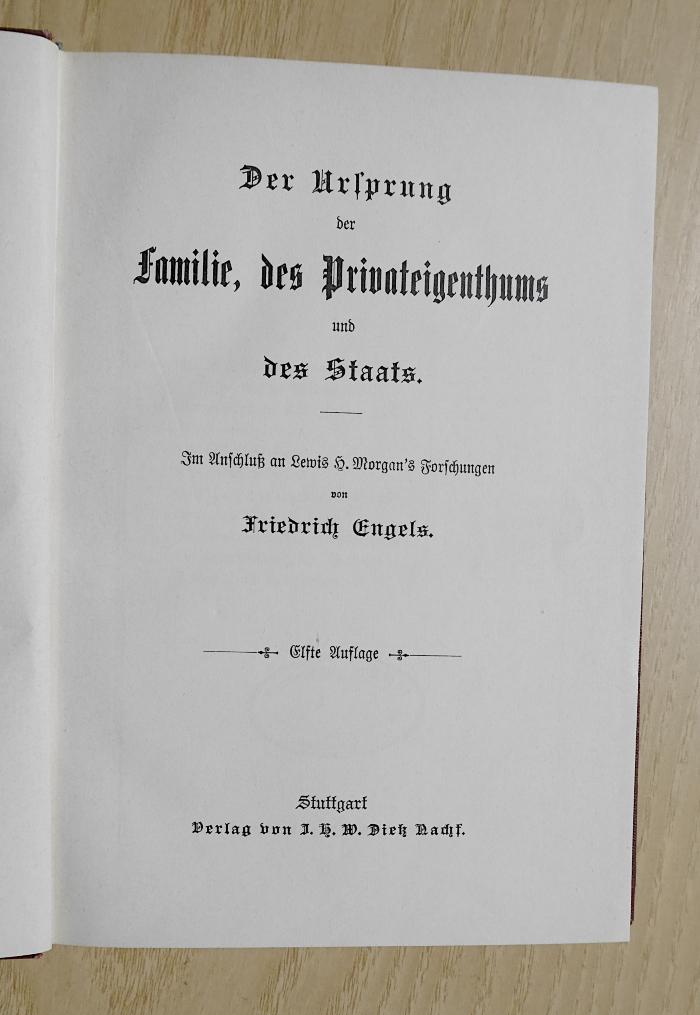 Der Urſprung
der
Familie, des Privateigenthums
und
des Staats.
Im Anſchluß an Lewis H. Morgan's Forſchungen
von
Friedrich Engels.
Elfte Auflage
Stuttgart
Verlag von J. H. W. Dietz Nachf.